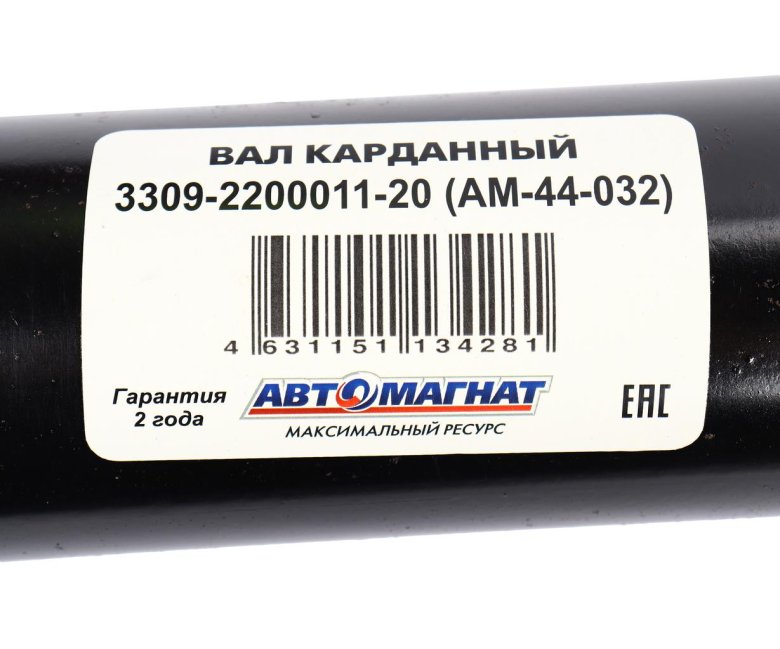 ВАЛ КАРДАННЫЙ
3309-2200011-20 (АМ-44-032)
4 631151 134281
Гарантия
2 года
АВТОМАГНАТ
МАКСИМАЛЬНЫЙ РЕСУРС
ЕАС